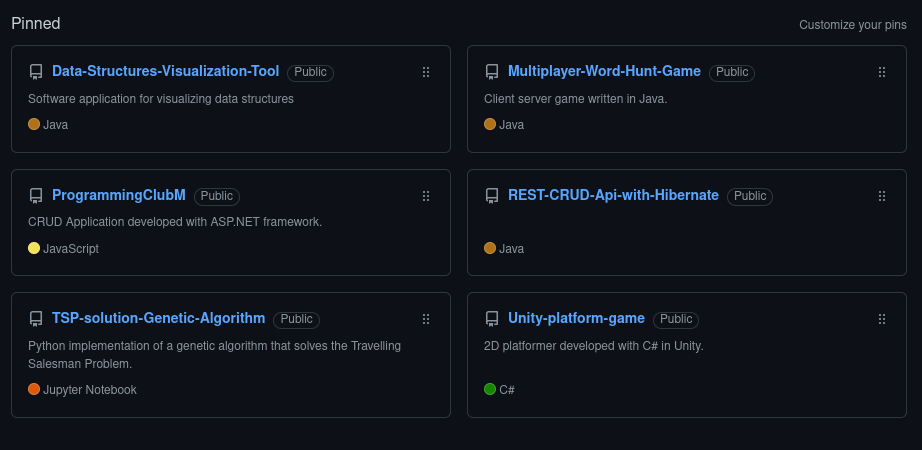 Pinned
Customize your pins
Data-Structures-Visualization-Tool Public
Software application for visualizing data structures
Java
Multiplayer-Word-Hunt-Game Public
Client server game written in Java.
Java
ProgrammingClubM Public
CRUD Application developed with ASP.NET framework.
JavaScript
REST-CRUD-Api-with-Hibernate Public
Java
TSP-solution-Genetic-Algorithm Public
Python implementation of a genetic algorithm that solves the Travelling
Salesman Problem.
Jupyter Notebook
Unity-platform-game Public
2D platformer developed with C# in Unity.
C#